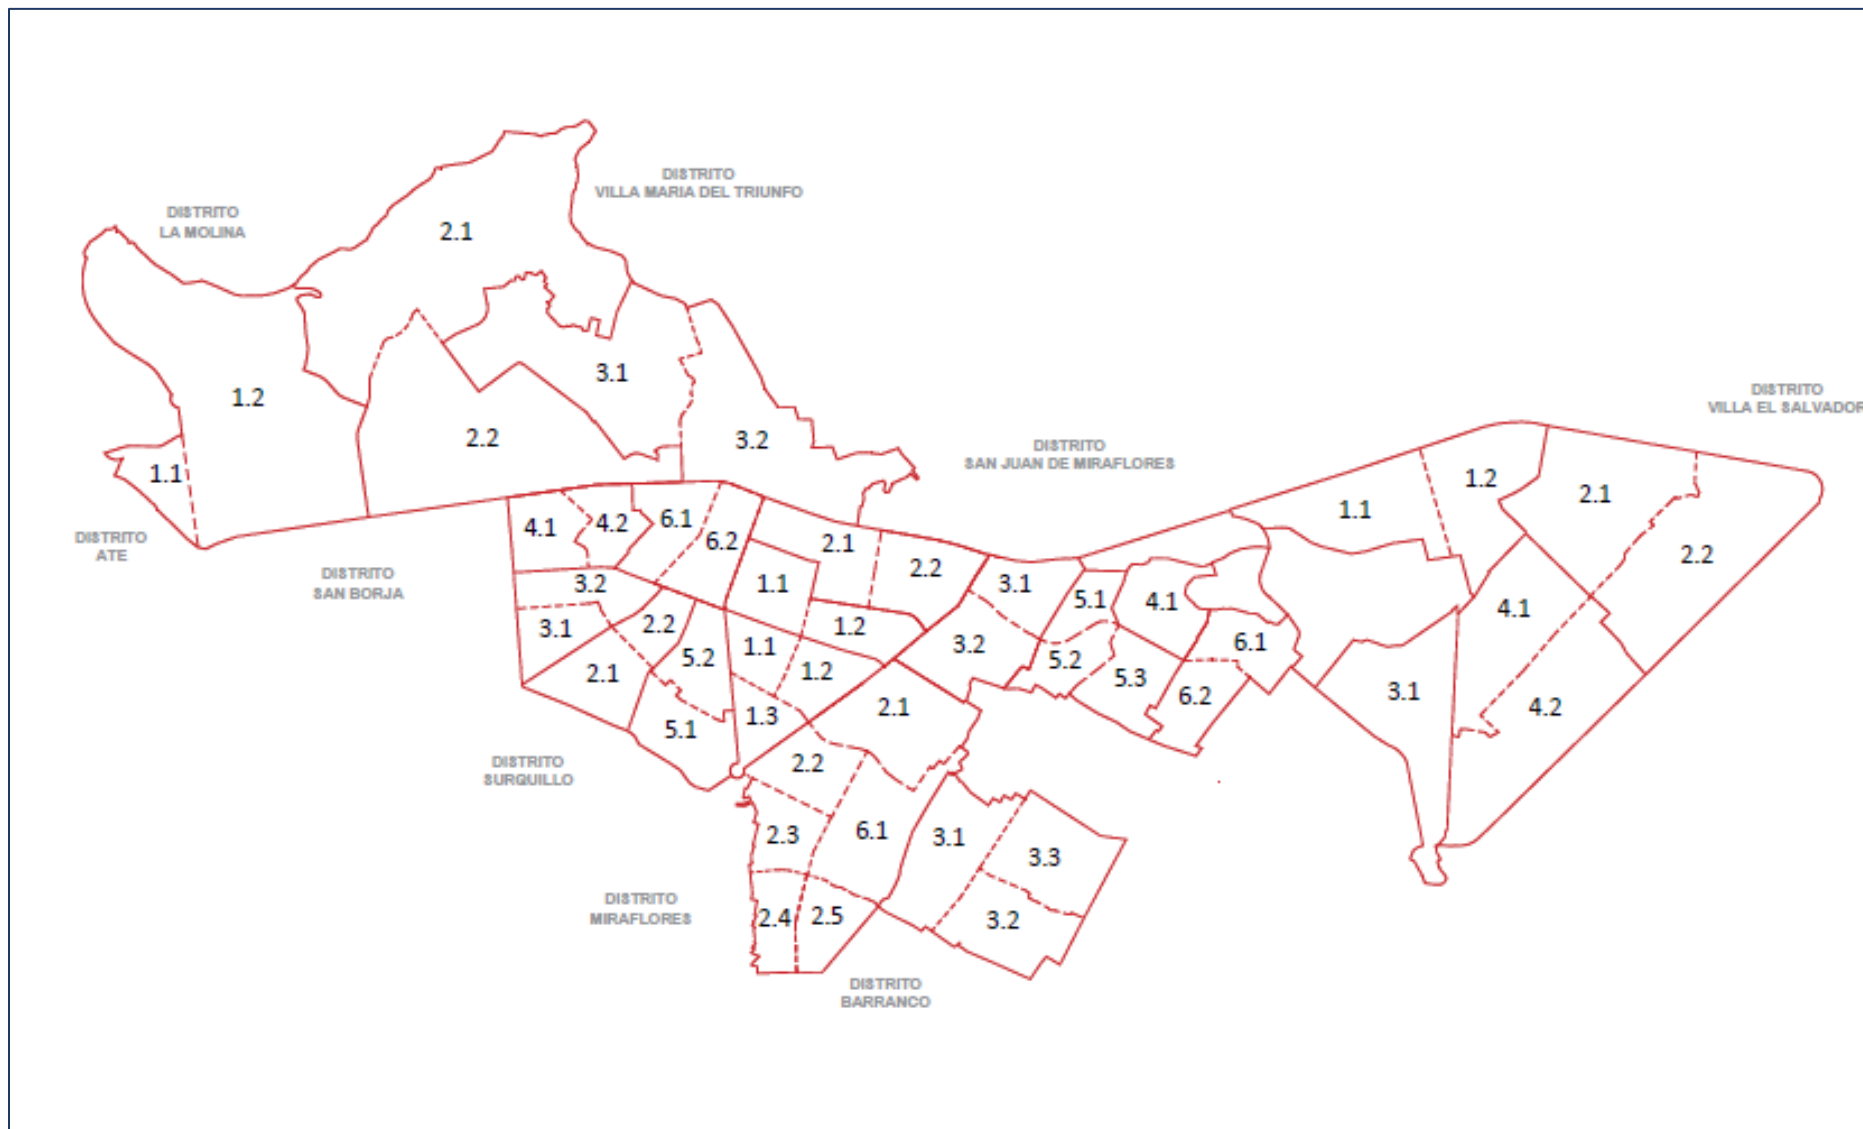 DISTRITO
VILLA MARIA DEL TRIUNFO
DISTRITO
LA MOLINA
2.1
3.1
1.2
2.2
3.2
1.1
DISTRITO
ATE
DISTRITO
SAN BORJA
DISTRITO
SAN JUAN DE MIRAFLORES
DISTRITO
VILLA EL SALVADOR
4.1
4.2
6.1
6.2
3.2
3.1
2.2
2.1
5.2
5.1
2.1
2.2
1.1
1.2
1.1
1.2
1.3
3.1
3.2
5.1
4.1
5.2
5.3
6.1
6.2
1.1
1.2
2.1
2.2
4.1
3.1
4.2
2.1
2.2
2.3
6.1
3.1
3.3
2.4
2.5
3.2
DISTRITO
SURQUILLO
DISTRITO
MIRAFLORES
DISTRITO
BARRANCO